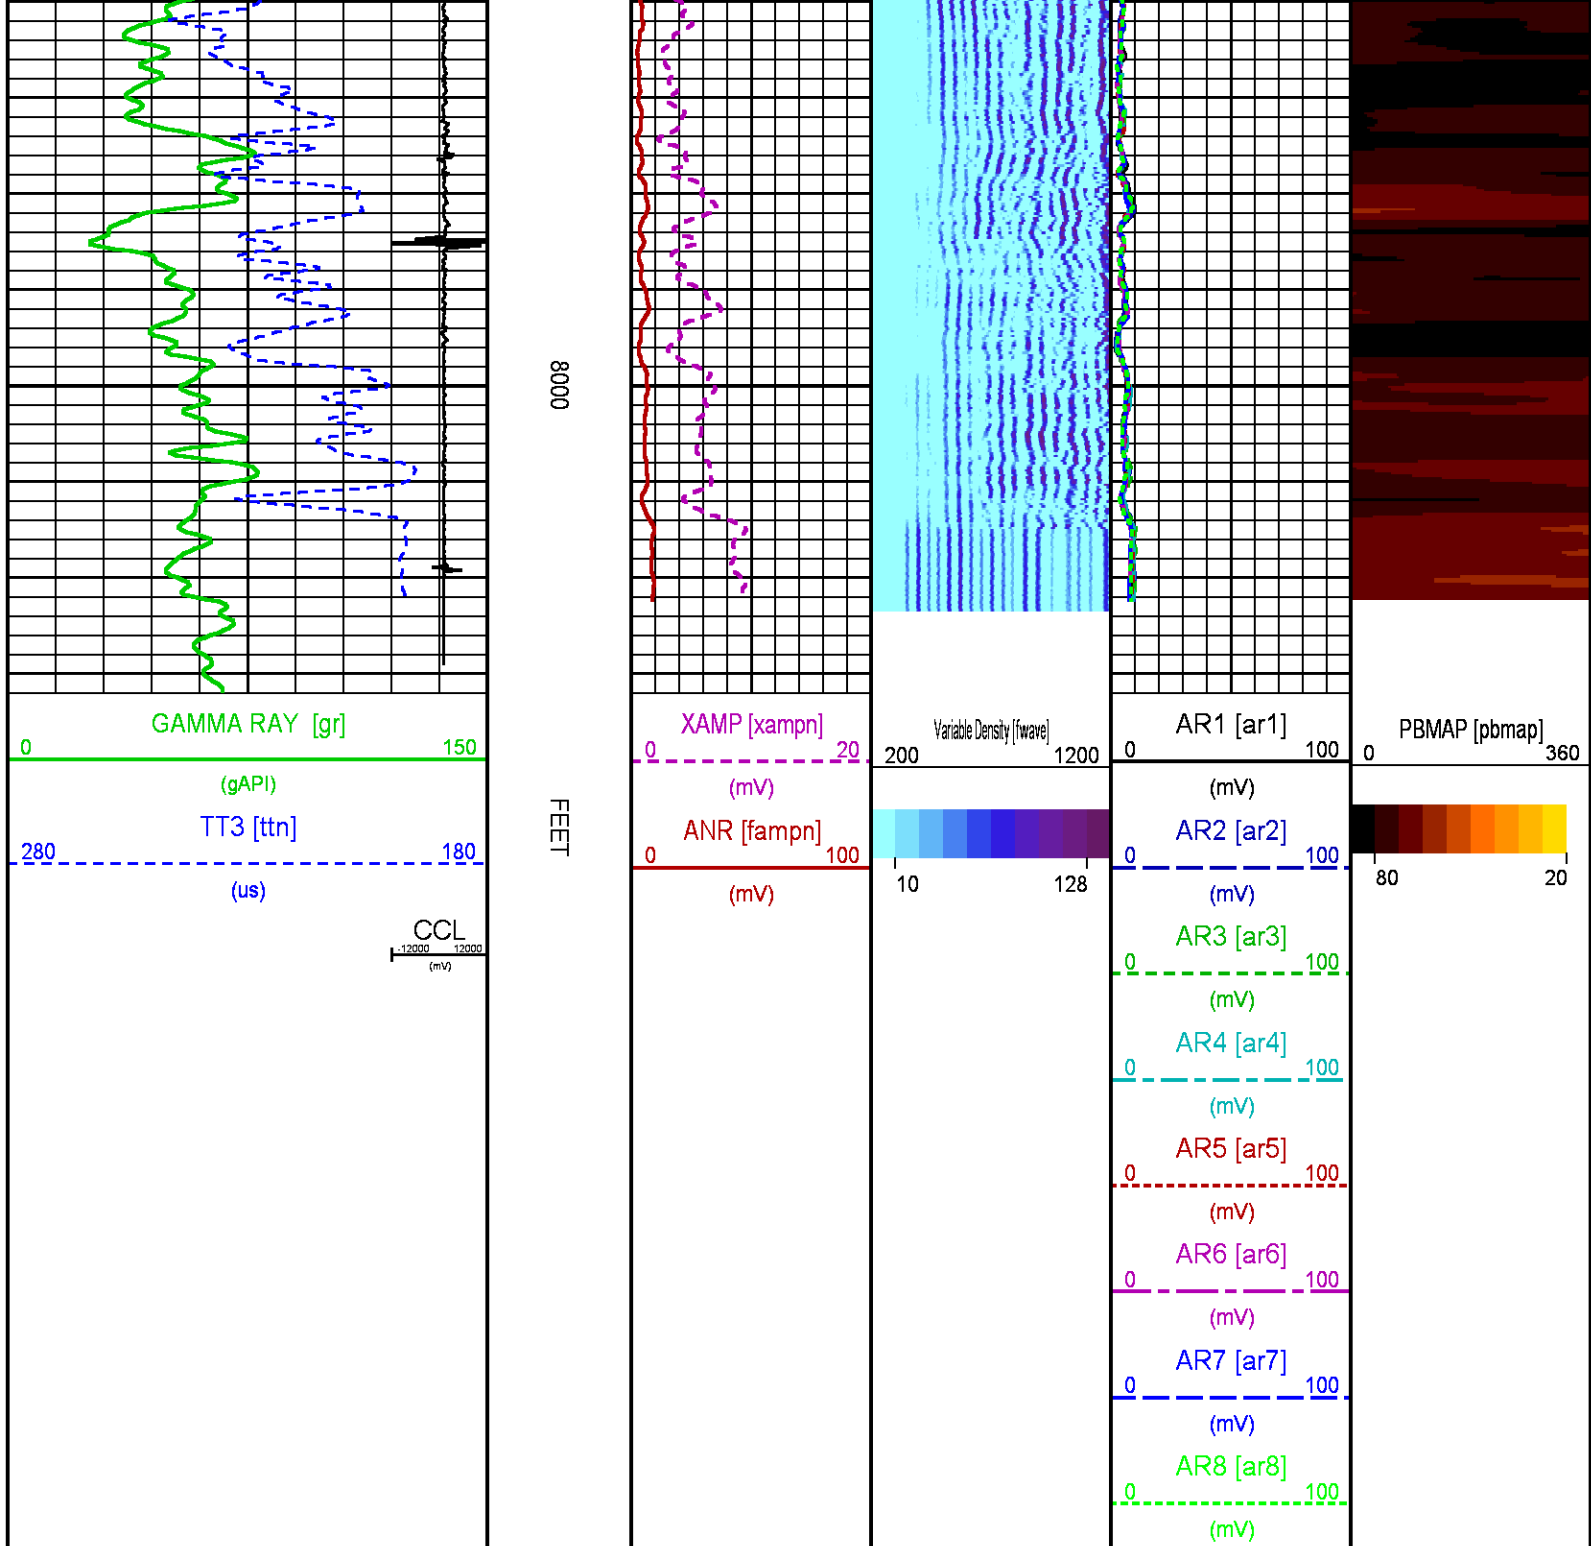 8000
FEET
GAMMA RAY [gr]
0 150
(gAPI)
TT3 [ttn]
280 180
(us)
CCL
-12000 12000
(mV)
XAMP [xampn]
0 20
(mV)
ANR [fampn]
0 100
(mV)
Variable Density [fwave]
200 1200
10 128
AR1 [ar1]
0 100
(mV)
AR2 [ar2]
0 100
(mV)
AR3 [ar3]
0 100
(mV)
AR4 [ar4]
0 100
(mV)
AR5 [ar5]
0 100
(mV)
AR6 [ar6]
0 100
(mV)
AR7 [ar7]
0 100
(mV)
AR8 [ar8]
0 100
(mV)
PBMAP [pbmap]
0 360
80 20